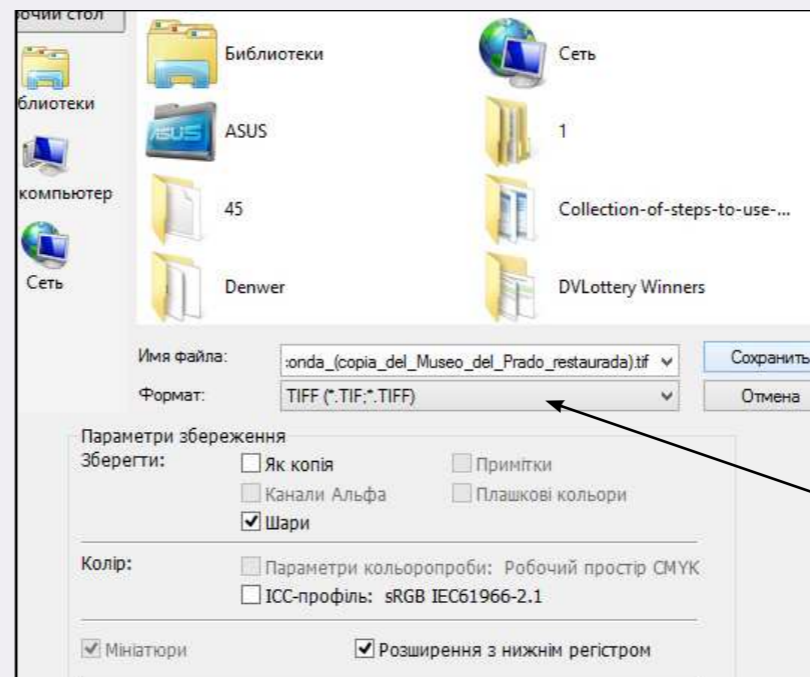 блиотеки
компьютер
Сеть
Библиотеки
Сеть
ASUS
1
45
Collection-of-steps-to-use-...
Denwer
DVLottery Winners
Имя файла:
onda_(copia_del_Museo_del_Prado_restaurada).tif
Сохранить
Формат:
TIFF (*.TIF;*.TIFF)
Отмена
Параметри збереження
Зберегти:
Як копія
Примітки
Канали Альфа
Плашкові кольори
Шари
Колір:
Параметри кольоропроби: Робочий простір CMYK
ICC-профіль: sRGB IEC61966-2.1
Мініатюри
Розширення з нижнім регістром